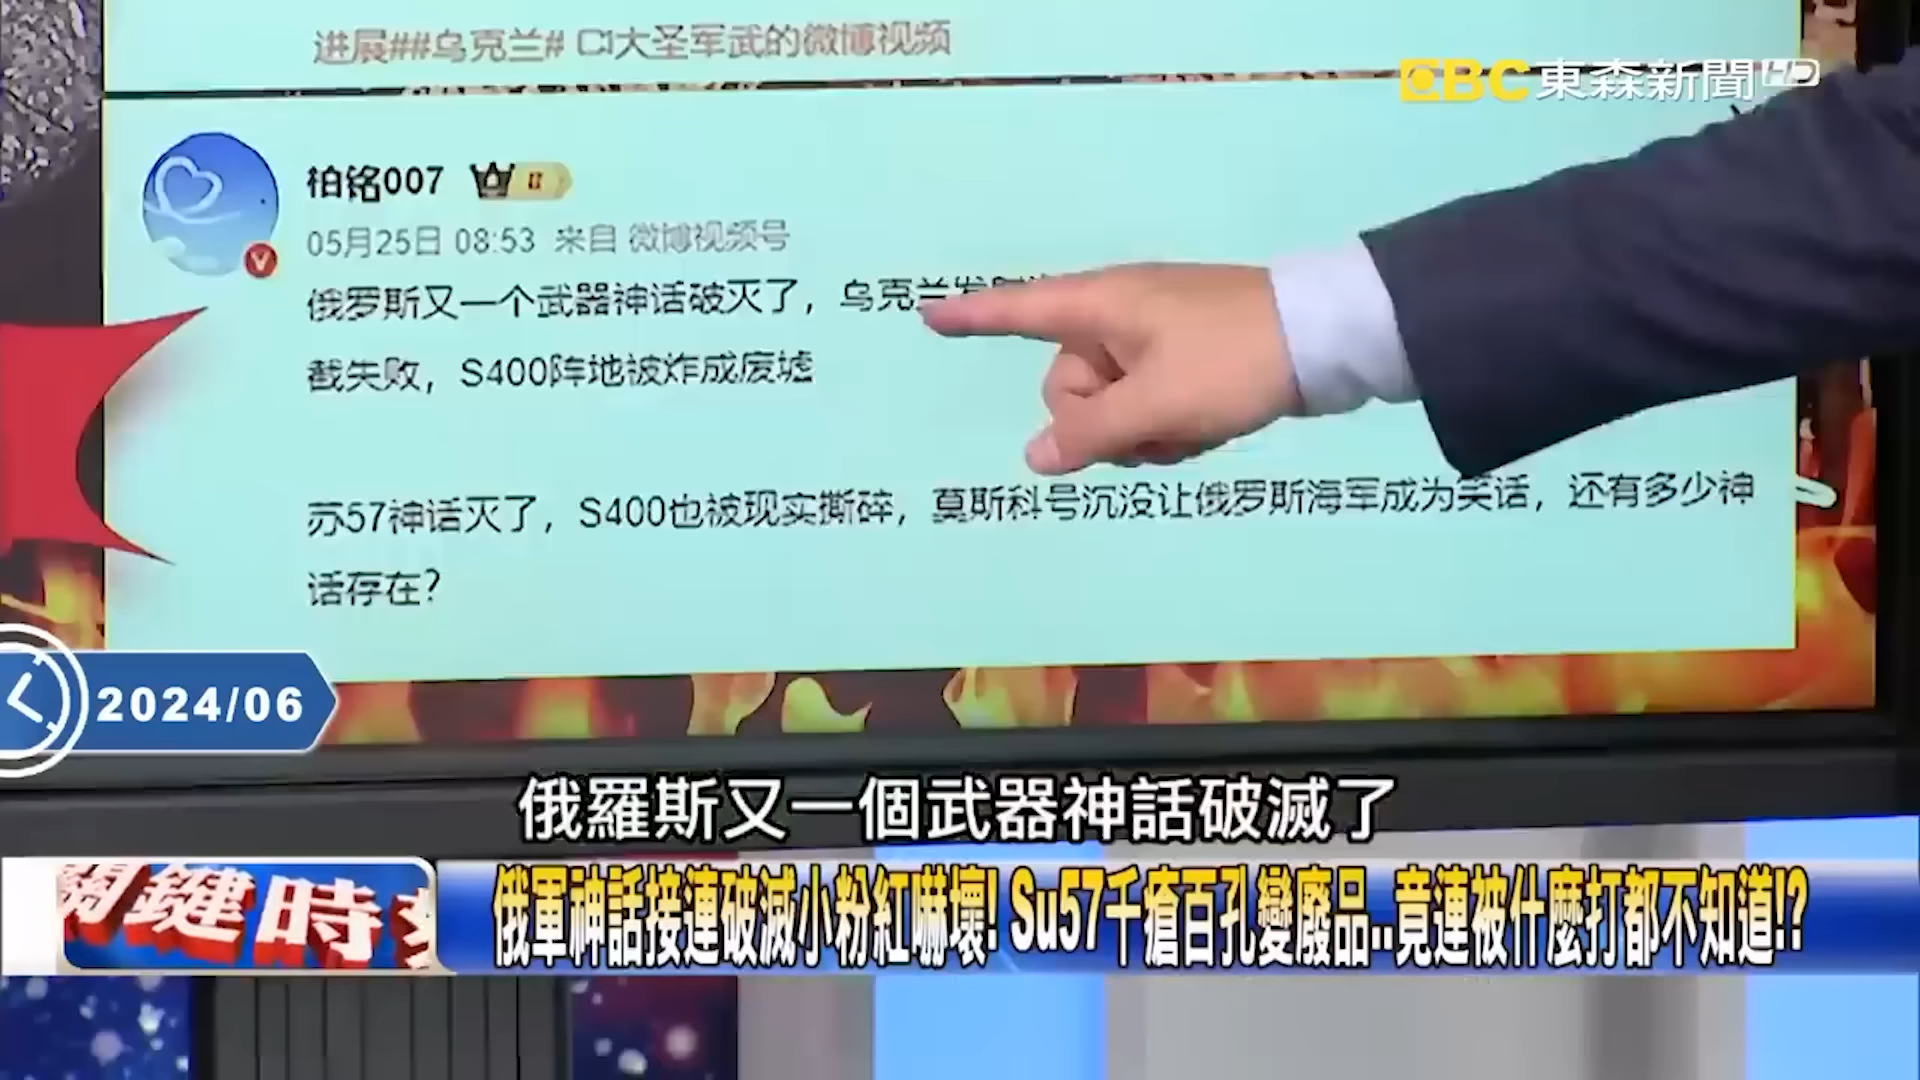 进展##乌克兰# 大圣军武的微博视频
EBC 東森新聞 HD
柏铭007
05月25日 08:53 来自 微博视频号
俄罗斯又一个武器神话破灭了，乌克兰发射
截失败，S400阵地被炸成废墟
苏57神话灭了，S400也被现实撕碎，莫斯科号沉没让俄罗斯海军成为笑话，还有多少神
话存在？
2024/06
俄羅斯又一個武器神話破滅了
關鍵時
俄軍神話接連破滅小粉紅嚇壞! Su57千瘡百孔變廢品..竟連被什麼打都不知道!?